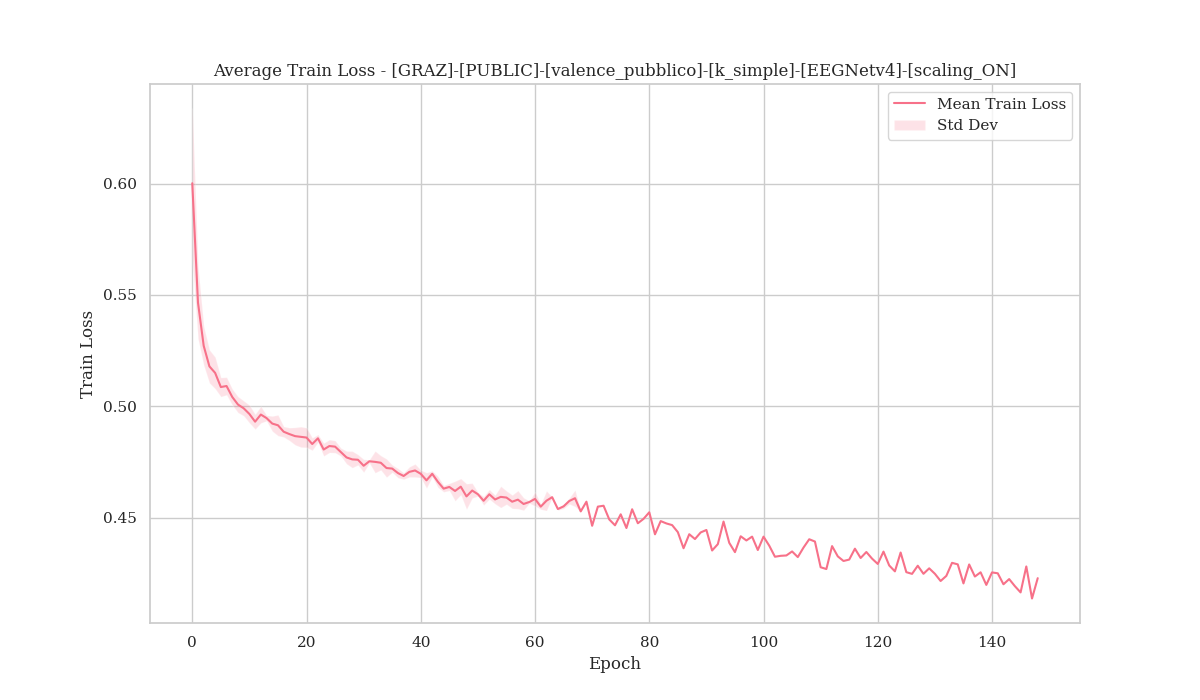 Average Train Loss - [GRAZ]-[PUBLIC]-[valence_pubblico]-[k_simple]-[EEGNetv4]-[scaling_ON]
Mean Train Loss
Std Dev
0.60
0.55
0.50
0.45
Train Loss
0 20 40 60 80 100 120 140
Epoch